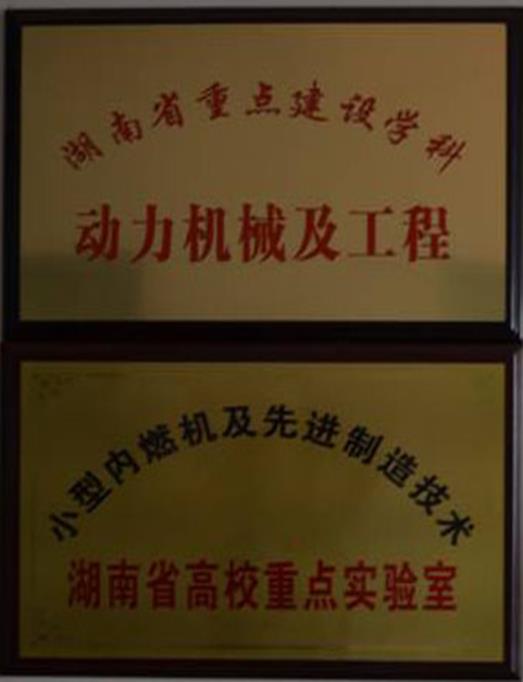 湖南省重点建设学科
动力机械及工程
小型内燃机及先进制造技术
湖南省高校重点实验室